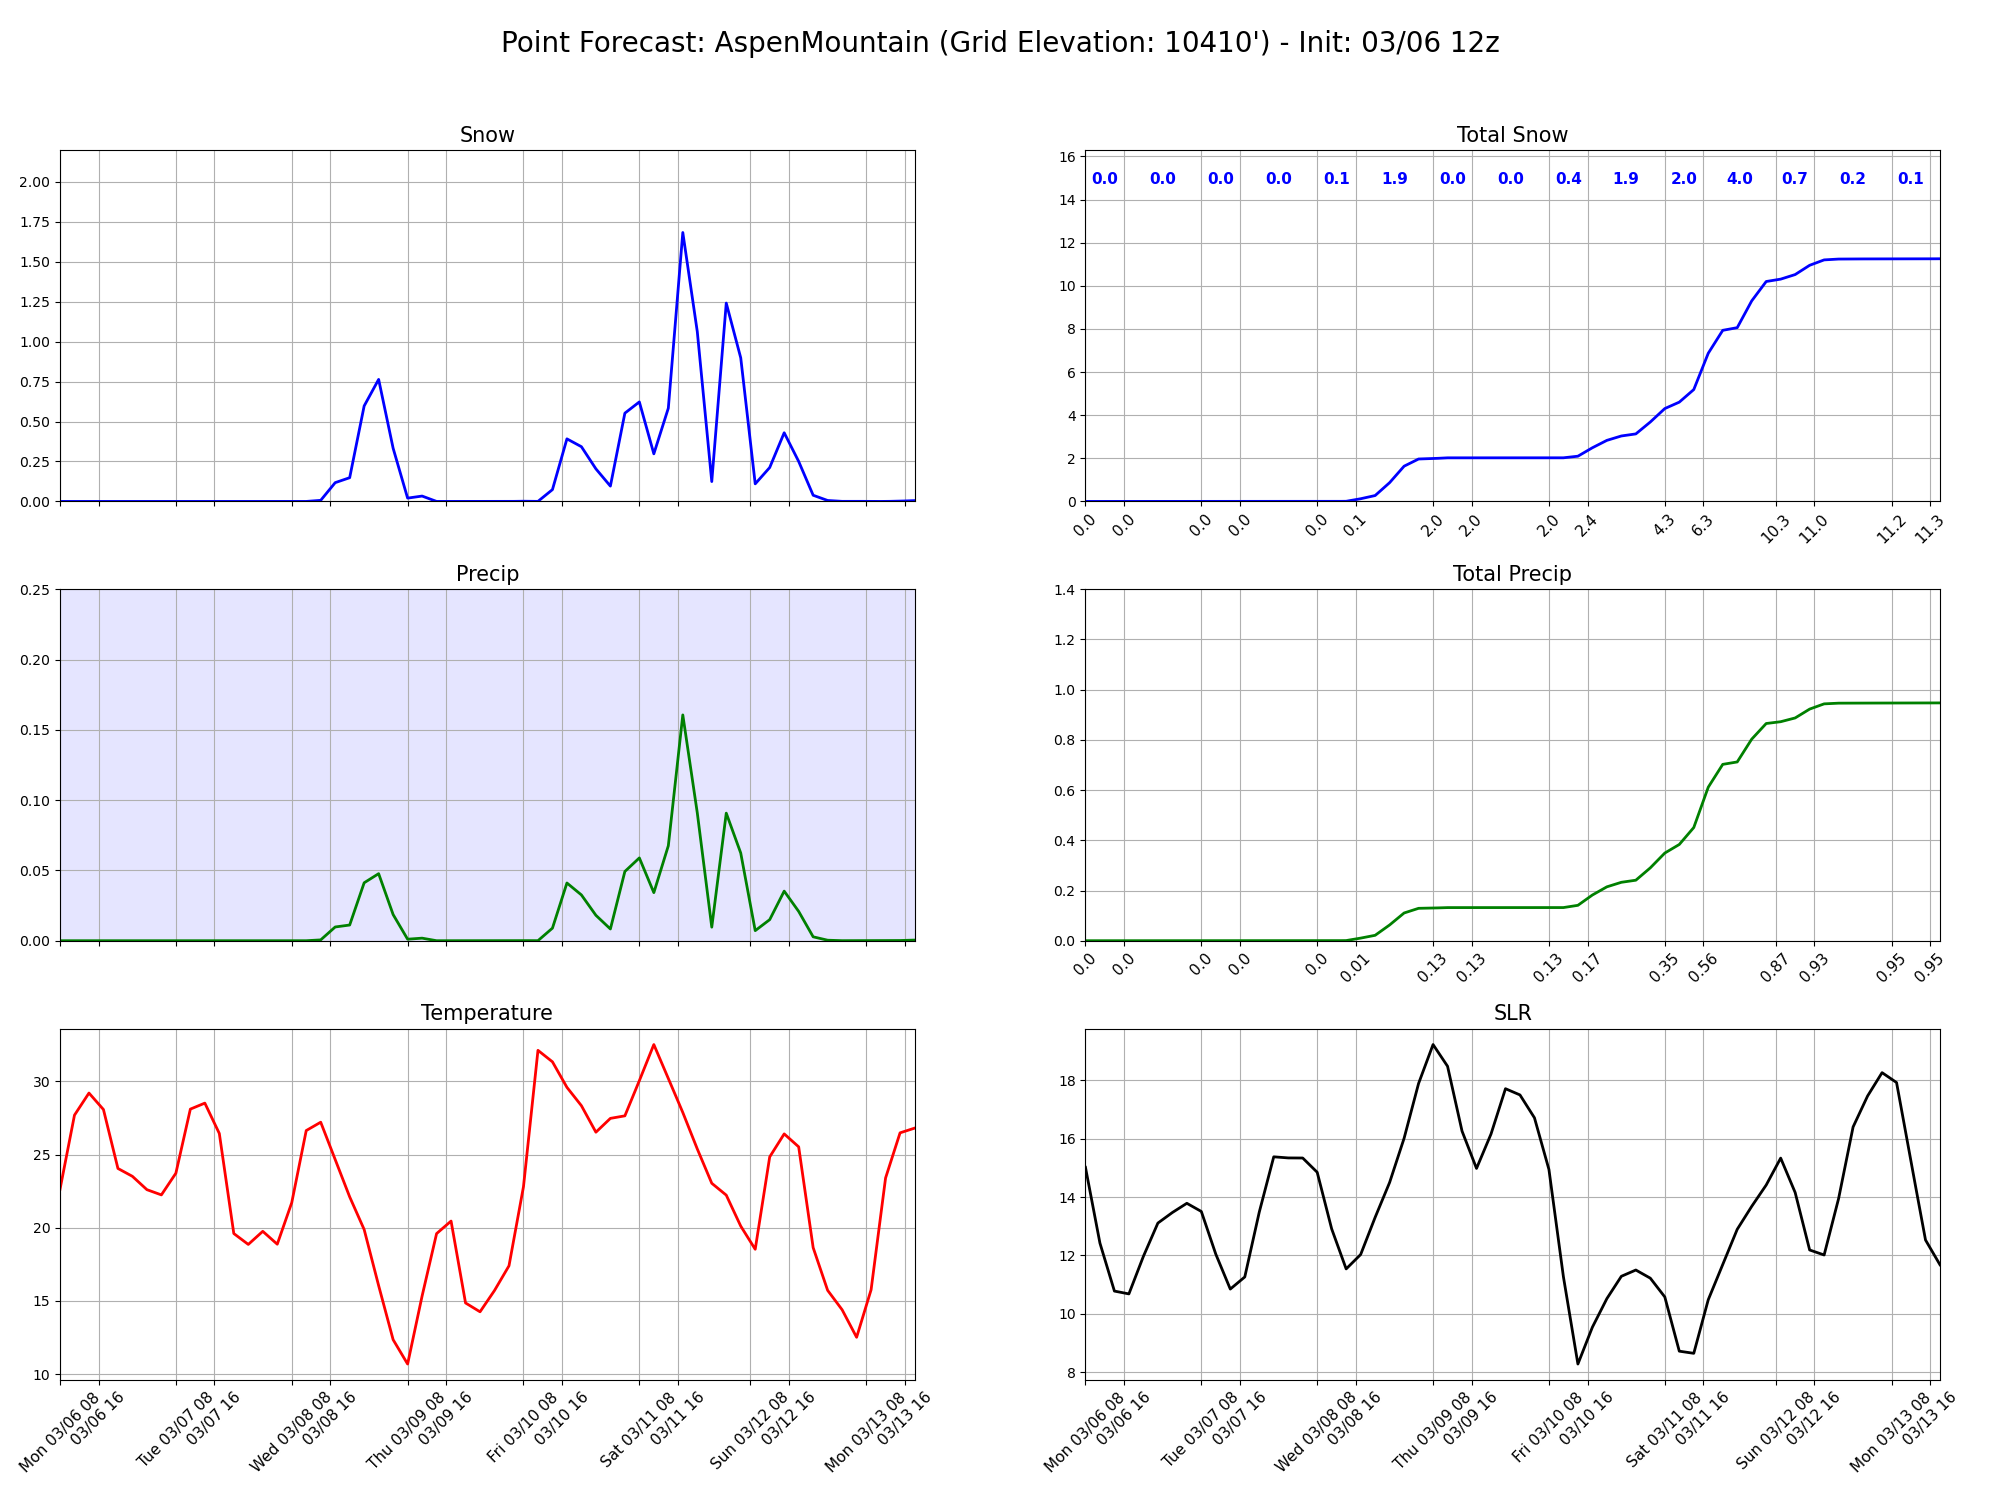 Point Forecast: AspenMountain (Grid Elevation: 10410') - Init: 03/06 12z
Snow
2.00
1.75
1.50
1.25
1.00
0.75
0.50
0.25
0.00
Total Snow
16
14
12
10
8
6
4
2
0
0.0 0.0 0.0 0.0 0.1 1.9 0.0 0.0 0.4 1.9 2.0 4.0 0.7 0.2 0.1
0.0 0.0 0.0 0.0 0.0 0.1 2.0 2.0 2.0 2.4 4.3 6.3 10.3 11.0 11.2 11.3
Precip
0.25
0.20
0.15
0.10
0.05
0.00
Total Precip
1.4
1.2
1.0
0.8
0.6
0.4
0.2
0.0
0.0 0.0 0.0 0.0 0.0 0.01 0.13 0.13 0.13 0.17 0.35 0.56 0.87 0.93 0.95 0.95
Temperature
30
25
20
15
10
Mon 03/06 08
03/06 16
Tue 03/07 08
03/07 16
Wed 03/08 08
03/08 16
Thu 03/09 08
03/09 16
Fri 03/10 08
03/10 16
Sat 03/11 08
03/11 16
Sun 03/12 08
03/12 16
Mon 03/13 08
03/13 16
SLR
18
16
14
12
10
8
Mon 03/06 08
03/06 16
Tue 03/07 08
03/07 16
Wed 03/08 08
03/08 16
Thu 03/09 08
03/09 16
Fri 03/10 08
03/10 16
Sat 03/11 08
03/11 16
Sun 03/12 08
03/12 16
Mon 03/13 08
03/13 16